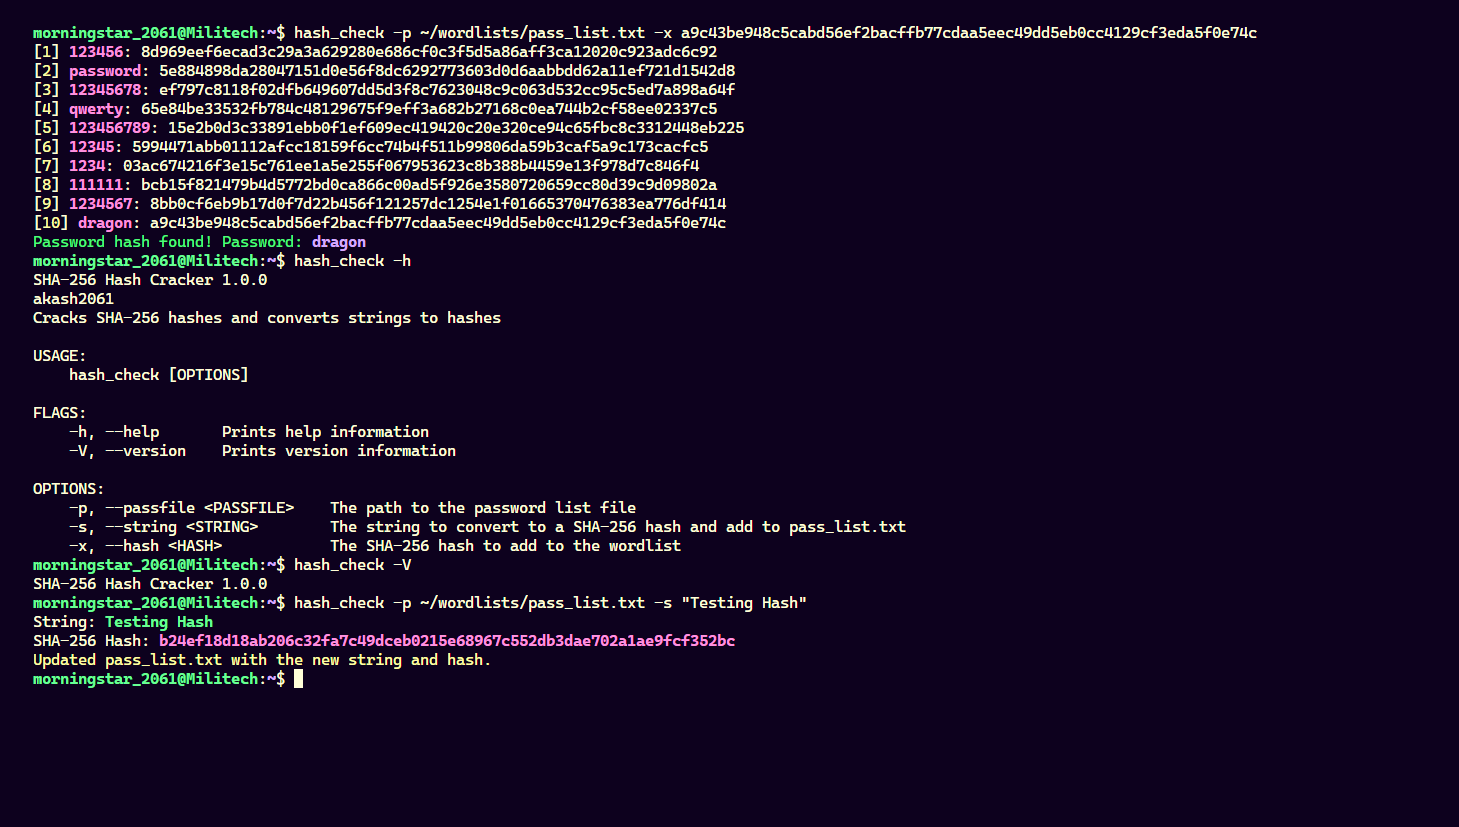 morningstar_2061@Militech:~$ hash_check -p ~/wordlists/pass_list.txt -x a9c43be948c5cabd56ef2bacffb77cdaa5eec49dd5eb0cc4129cf3eda5f0e74c
[1] 123456: 8d969eef6ecad3c29a3a629280e686cf0c3f5d5a86aff3ca12020c923adc6c92
[2] password: 5e884898da28047151d0e56f8dc6292773603d0d6aabbdd62a11ef721d1542d8
[3] 12345678: ef797c8118f02dfb649607dd5d3f8c7623048c9c063d532cc95c5ed7a898a64f
[4] qwerty: 65e84be33532fb784c48129675f9eff3a682b27168c0ea744b2cf58ee02337c5
[5] 123456789: 15e2b0d3c33891ebb0f1ef609ec419420c20e320ce94c65fbc8c3312448eb225
[6] 12345: 5994471abb01112afcc18159f6cc74b4f511b99806da59b3caf5a9c173cacfc5
[7] 1234: 03ac674216f3e15c761ee1a5e255f067953623c8b388b4459e13f978d7c846f4
[8] 111111: bcb15f821479b4d5772bd0ca866c00ad5f926e3580720659cc80d39c9d09802a
[9] 1234567: 8bb0cf6eb9b17d0f7d22b456f121257dc1254e1f01665370476383ea776df414
[10] dragon: a9c43be948c5cabd56ef2bacffb77cdaa5eec49dd5eb0cc4129cf3eda5f0e74c
Password hash found! Password: dragon
morningstar_2061@Militech:~$ hash_check -h
SHA-256 Hash Cracker 1.0.0
akash2061
Cracks SHA-256 hashes and converts strings to hashes
USAGE:
hash_check [OPTIONS]
FLAGS:
-h, --help Prints help information
-V, --version Prints version information
OPTIONS:
-p, --passfile <PASSFILE> The path to the password list file
-s, --string <STRING> The string to convert to a SHA-256 hash and add to pass_list.txt
-x, --hash <HASH> The SHA-256 hash to add to the wordlist
morningstar_2061@Militech:~$ hash_check -V
SHA-256 Hash Cracker 1.0.0
morningstar_2061@Militech:~$ hash_check -p ~/wordlists/pass_list.txt -s "Testing Hash"
String: Testing Hash
SHA-256 Hash: b24ef18d18ab206c32fa7c49dceb0215e68967c552db3dae702a1ae9fcf352bc
Updated pass_list.txt with the new string and hash.
morningstar_2061@Militech:~$